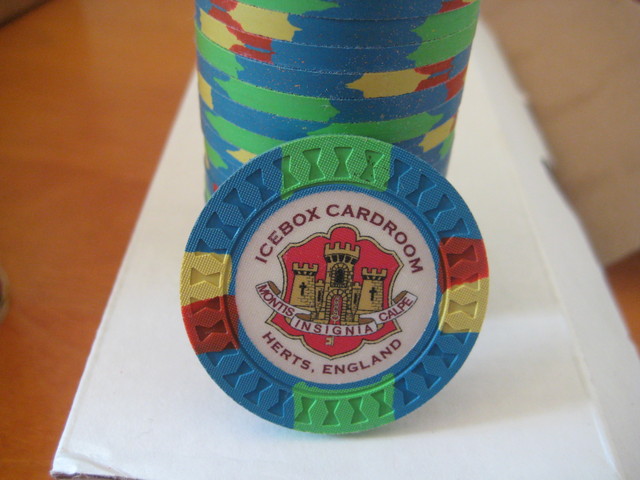 ICEBOX CARDROOM
MONTIS INSIGNIA CALPE
HERTS, ENGLAND